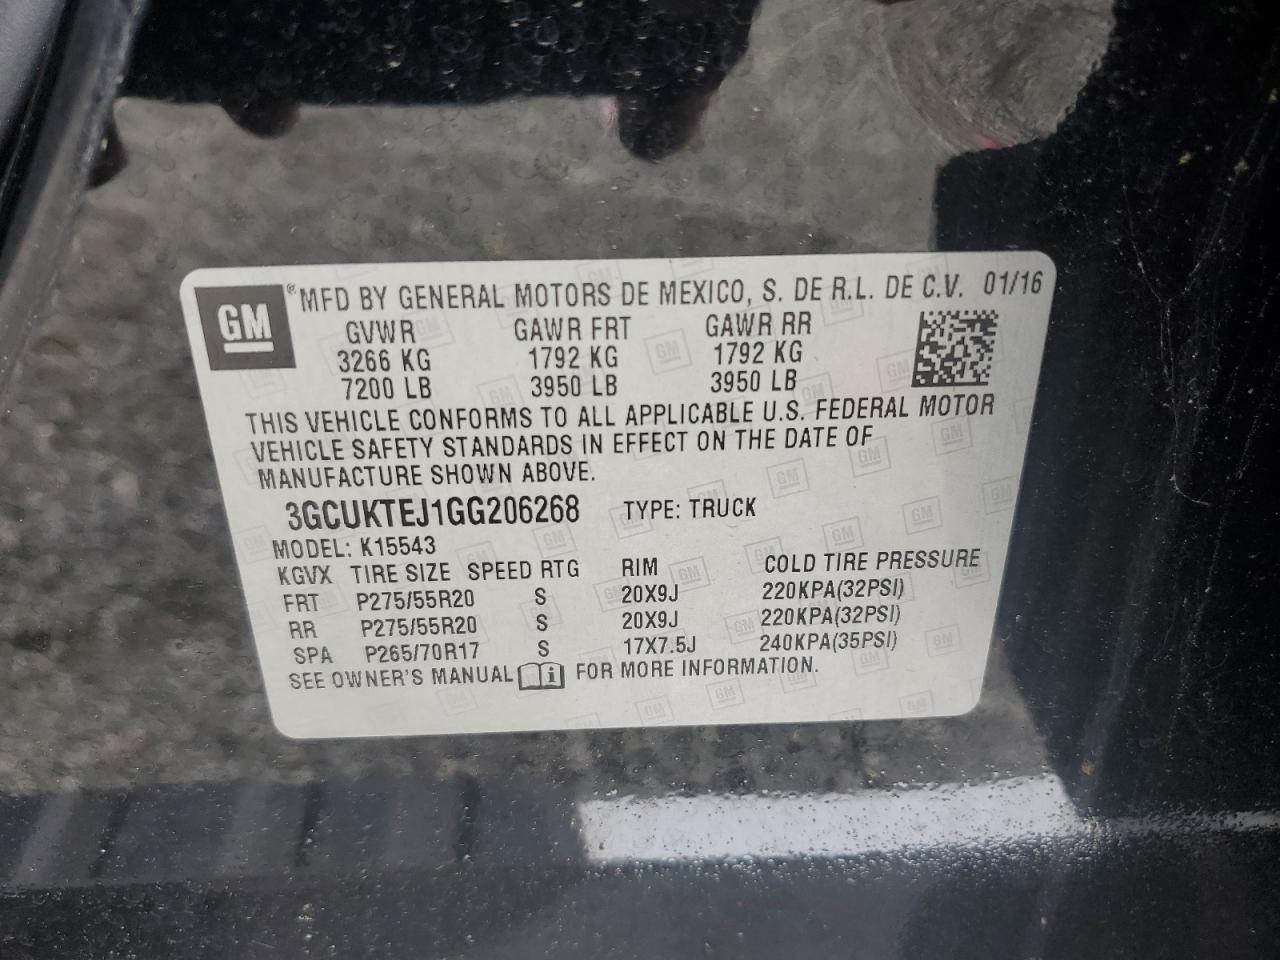 GM ® MFD BY GENERAL MOTORS DE MEXICO, S. DE R.L. DE C.V. 01/16
GVWR GAWR FRT GAWR RR
3266 KG 1792 KG 1792 KG
7200 LB 3950 LB 3950 LB
THIS VEHICLE CONFORMS TO ALL APPLICABLE U.S. FEDERAL MOTOR
VEHICLE SAFETY STANDARDS IN EFFECT ON THE DATE OF
MANUFACTURE SHOWN ABOVE.
3GCUKTEJ1GG206268 TYPE: TRUCK
MODEL: K15543
KGVX TIRE SIZE SPEED RTG RIM COLD TIRE PRESSURE
FRT P275/55R20 S 20X9J 220KPA(32PSI)
RR P275/55R20 S 20X9J 220KPA(32PSI)
SPA P265/70R17 S 17X7.5J 240KPA(35PSI)
SEE OWNER'S MANUAL i FOR MORE INFORMATION.